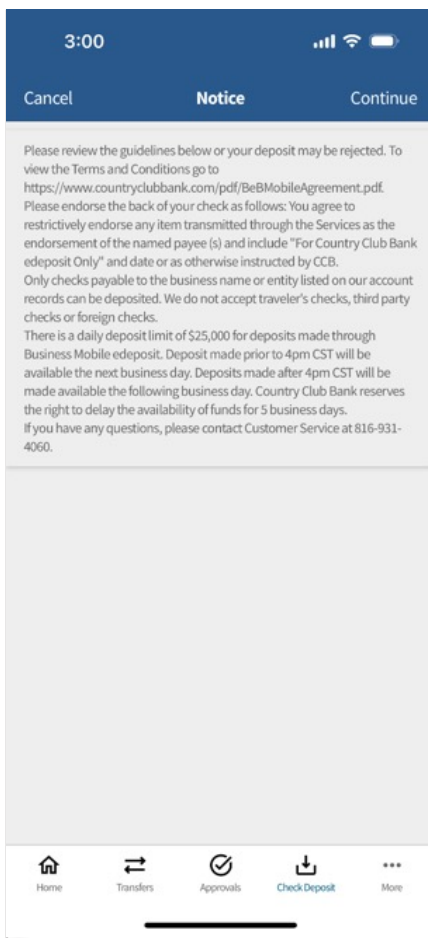 3:00
Cancel Notice Continue
Please review the guidelines below or your deposit may be rejected. To
view the Terms and Conditions go to
https://www.countryclubbank.com/pdf/BeBMobileAgreement.pdf.
Please endorse the back of your check as follows: You agree to
restrictively endorse any item transmitted through the Services as the
endorsement of the named payee (s) and include "For Country Club Bank
edeposit Only" and date or as otherwise instructed by CCB.
Only checks payable to the business name or entity listed on our account
records can be deposited. We do not accept traveler's checks, third party
checks or foreign checks.
There is a daily deposit limit of $25,000 for deposits made through
Business Mobile edeposit. Deposit made prior to 4pm CST will be
available the next business day. Deposits made after 4pm CST will be
made available the following business day. Country Club Bank reserves
the right to delay the availability of funds for 5 business days.
If you have any questions, please contact Customer Service at 816-931-
4060.
Home Transfers Approvals Check Deposit More